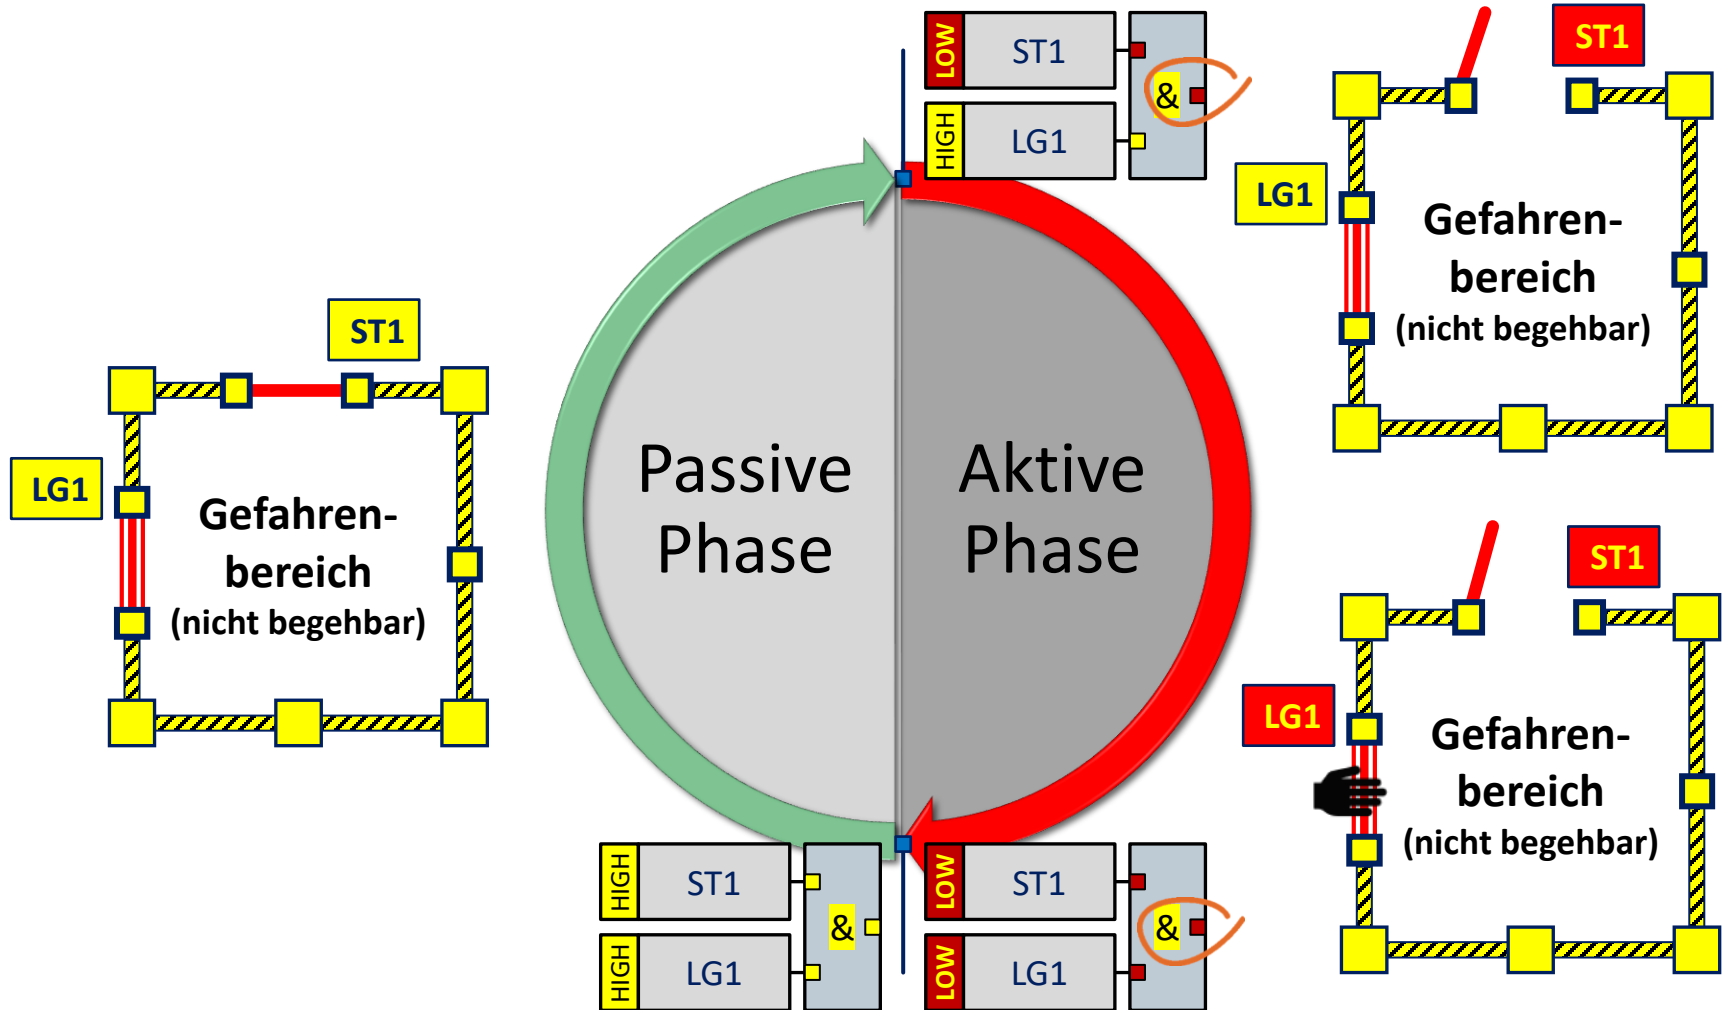 LOW
ST1
&
HIGH
LG1
ST1
LG1
Gefahren-
bereich
(nicht begehbar)
ST1
LG1
Gefahren-
bereich
(nicht begehbar)
Passive
Phase
Aktive
Phase
ST1
LG1
Gefahren-
bereich
(nicht begehbar)
HIGH
ST1
&
HIGH
LG1
LOW
ST1
&
LOW
LG1